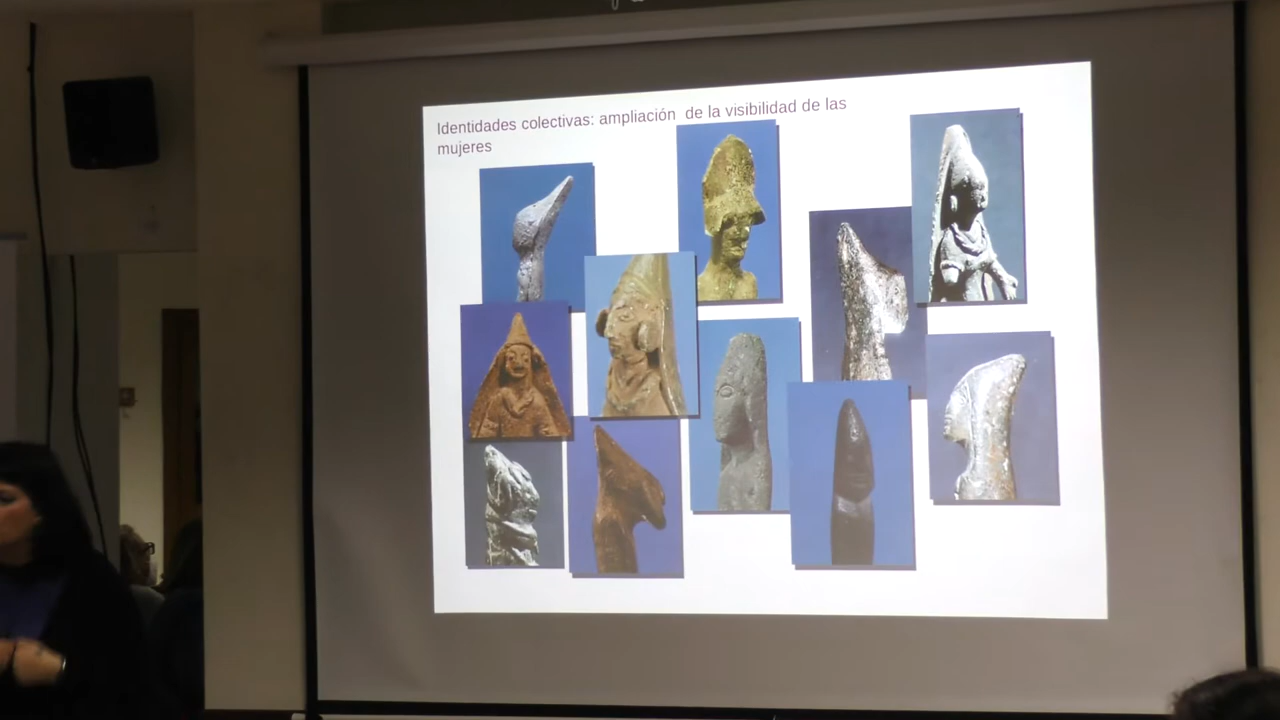 Identidades colectivas: ampliación de la visibilidad de las
mujeres